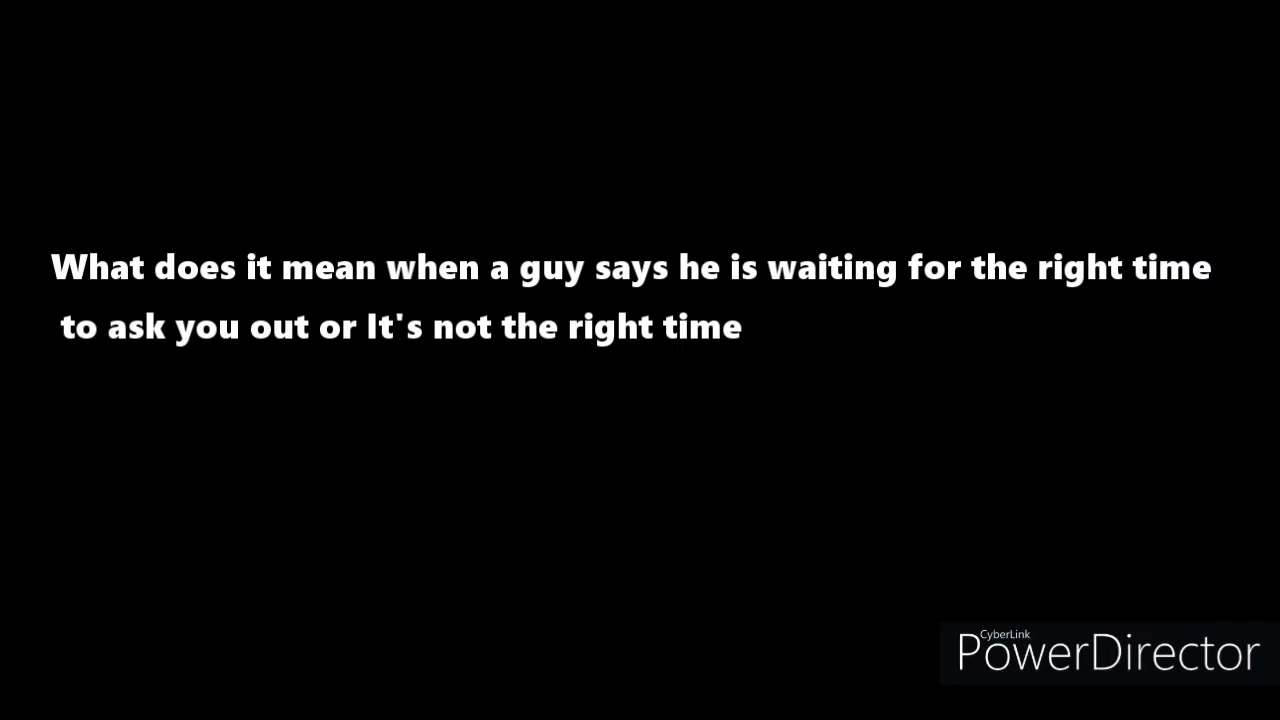 What does it mean when a guy says he is waiting for the right time
to ask you out or It's not the right time
CyberLink
PowerDirector